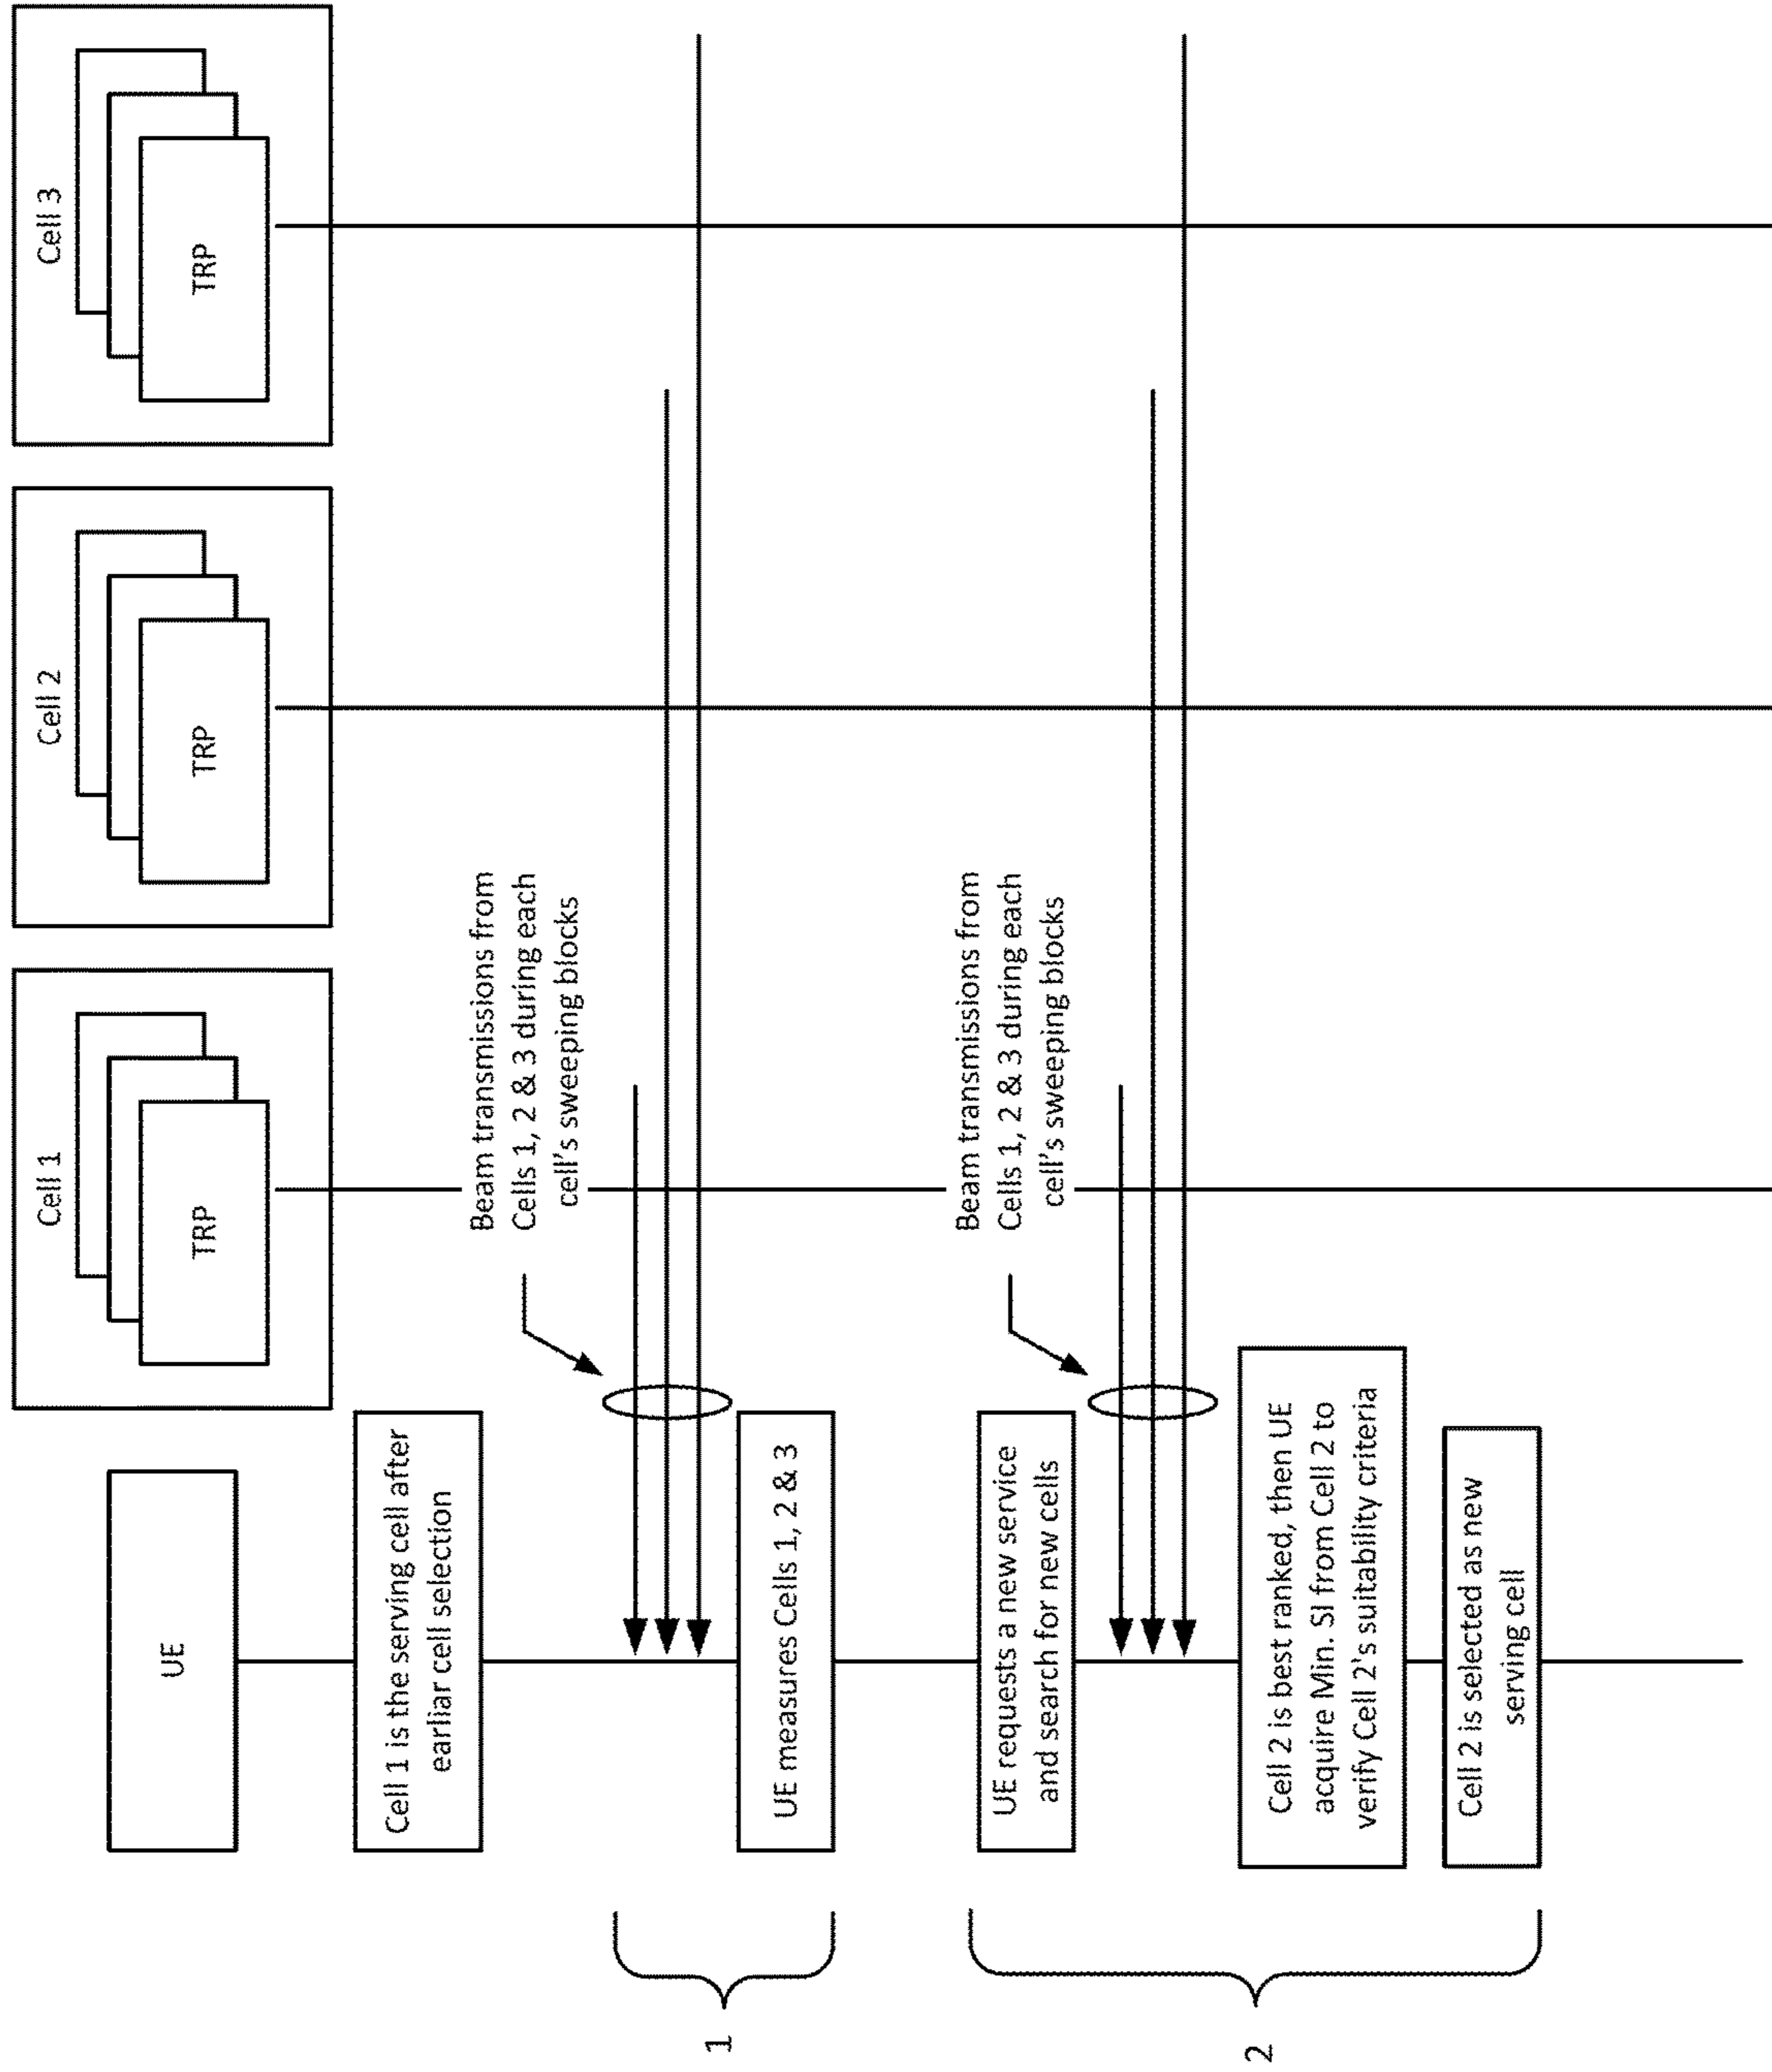 UE
Cell 1
TRP
Cell 2
TRP
Cell 3
TRP
Cell 1 is the serving cell after
earliar cell selection
Beam transmissions from
Cells 1, 2 & 3 during each
cell's sweeping blocks
1
UE measures Cells 1, 2 & 3
UE requests a new service
and search for new cells
Beam transmissions from
Cells 1, 2 & 3 during each
cell's sweeping blocks
2
Cell 2 is best ranked, then UE
acquire Min. SI from Cell 2 to
verify Cell 2's suitability criteria
Cell 2 is selected as new
serving cell